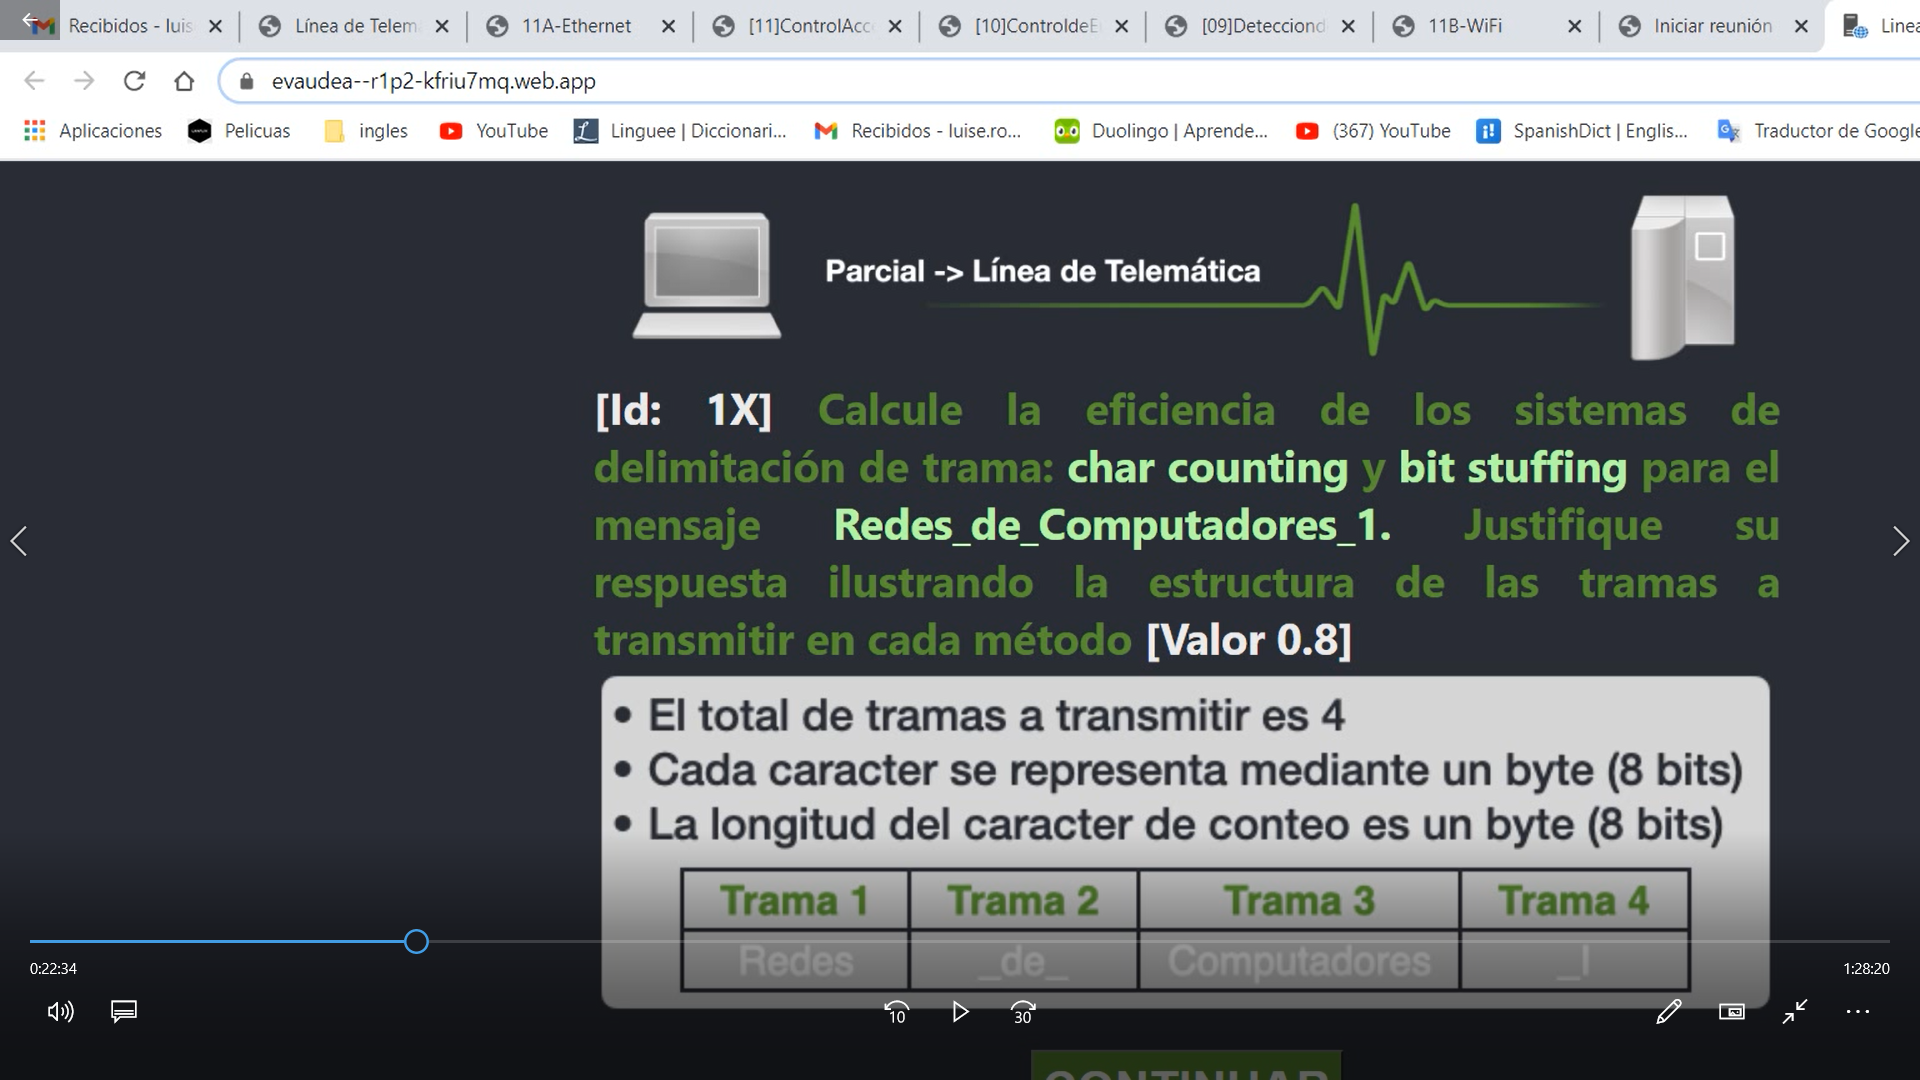 Recibidos - luis
Línea de Telem
11A-Ethernet
[11]ControlAcc
[10]ControldeE
[09]Detecciond
11B-WiFi
Iniciar reunión
Linea
evaudea--r1p2-kfriu7mq.web.app
Aplicaciones
Pelicuas
ingles
YouTube
Linguee | Diccionari...
Recibidos - luise.ro...
Duolingo | Aprende...
(367) YouTube
SpanishDict | Englis...
Traductor de Google
Parcial -> Línea de Telemática
[Id: 1X] Calcule la eficiencia de los sistemas de
delimitación de trama: char counting y bit stuffing para el
mensaje Redes_de_Computadores_1. Justifique su
respuesta ilustrando la estructura de las tramas a
transmitir en cada método [Valor 0.8]
• El total de tramas a transmitir es 4
• Cada caracter se representa mediante un byte (8 bits)
• La longitud del caracter de conteo es un byte (8 bits)
Trama 1 Trama 2 Trama 3 Trama 4
Redes _de_ Computadores _I
0:22:34
1:28:20
10
30
CONTINUAR